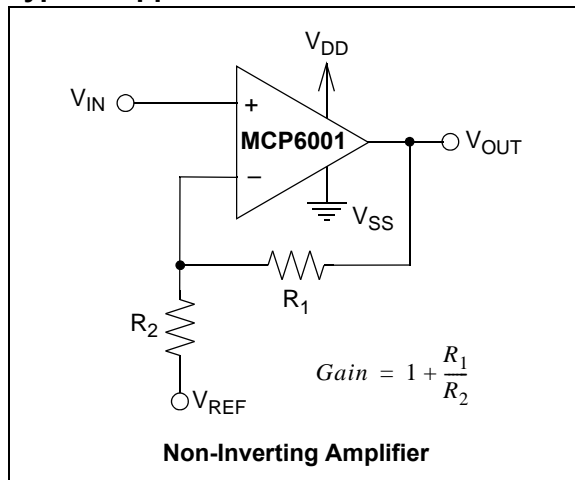 V_DD
V_IN
+
MCP6001
V_OUT
−
V_SS
R_1
R_2
Gain = 1 + R_1/R_2
V_REF
Non-Inverting Amplifier